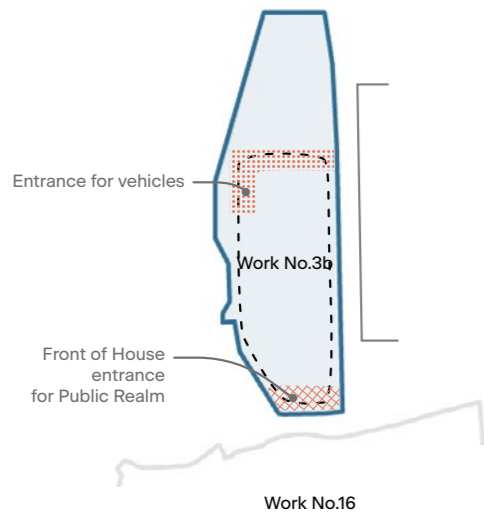 Entrance for vehicles
Work No.3b
Front of House
entrance
for Public Realm
Work No.16